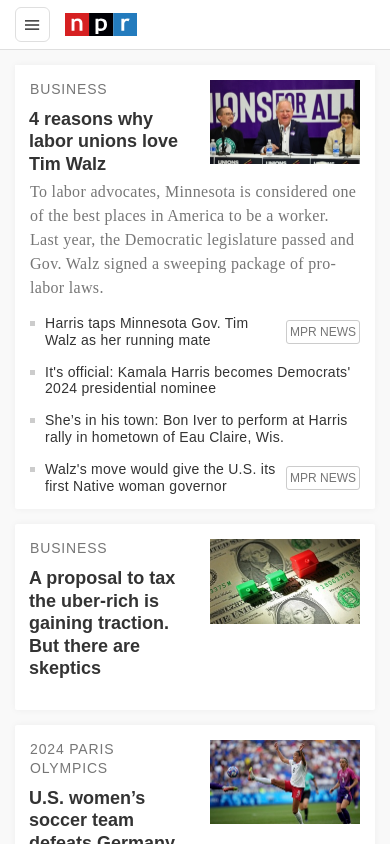 npr
BUSINESS
4 reasons why
labor unions love
Tim Walz
IONS FOR ALL
To labor advocates, Minnesota is considered one
of the best places in America to be a worker.
Last year, the Democratic legislature passed and
Gov. Walz signed a sweeping package of pro-
labor laws.
Harris taps Minnesota Gov. Tim
Walz as her running mate
MPR NEWS
It's official: Kamala Harris becomes Democrats'
2024 presidential nominee
She’s in his town: Bon Iver to perform at Harris
rally in hometown of Eau Claire, Wis.
Walz's move would give the U.S. its
first Native woman governor
MPR NEWS
BUSINESS
A proposal to tax
the uber-rich is
gaining traction.
But there are
skeptics
2024 PARIS
OLYMPICS
U.S. women’s
soccer team
defeats Germany